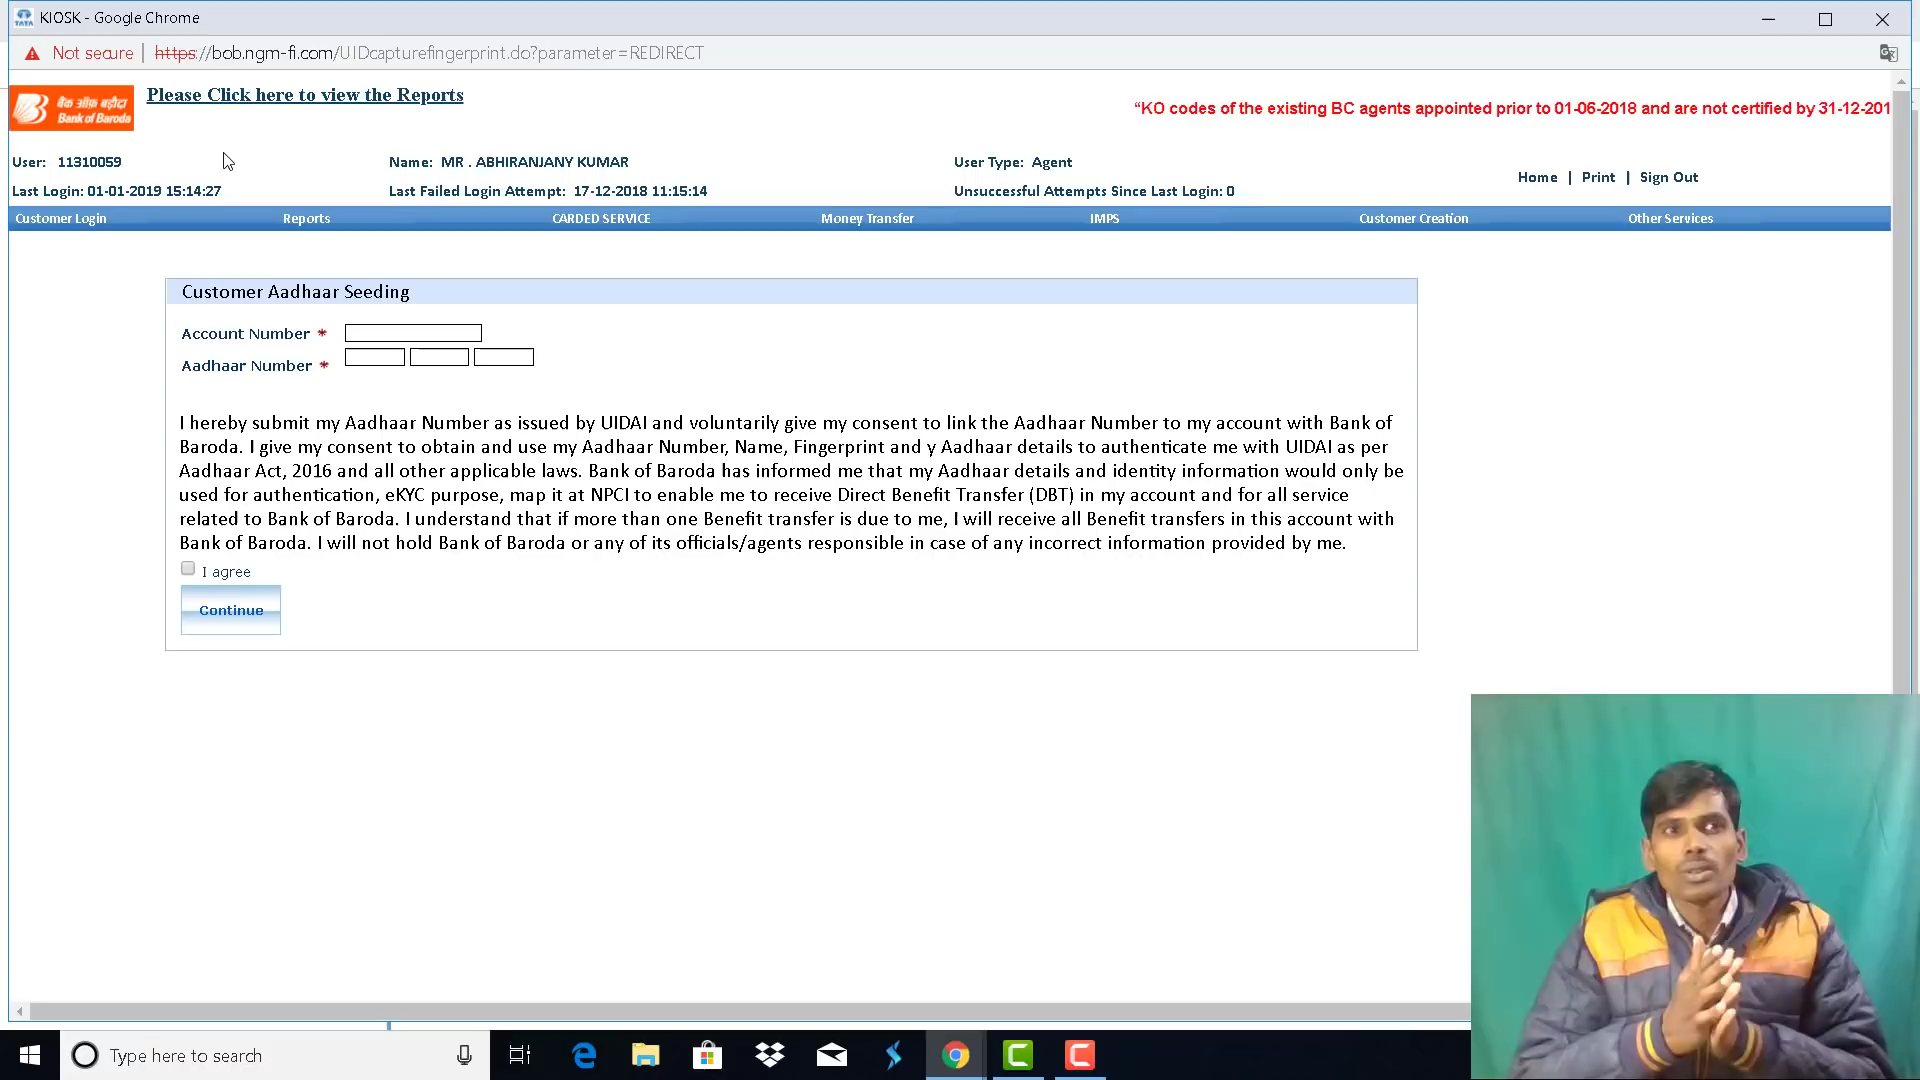 KIOSK - Google Chrome
Not secure | https://bob.ngm-fi.com/UIDcapturefingerprint.do?parameter=REDIRECT
बैंक ऑफ़ बड़ौदा
Bank of Baroda
Please Click here to view the Reports
“KO codes of the existing BC agents appointed prior to 01-06-2018 and are not certified by 31-12-201
User: 11310059 Name: MR . ABHIRANJANY KUMAR User Type: Agent
Home | Print | Sign Out
Last Login: 01-01-2019 15:14:27 Last Failed Login Attempt: 17-12-2018 11:15:14 Unsuccessful Attempts Since Last Login: 0
Customer Login Reports CARDED SERVICE Money Transfer IMPS Customer Creation Other Services
Customer Aadhaar Seeding
Account Number *
Aadhaar Number *
I hereby submit my Aadhaar Number as issued by UIDAI and voluntarily give my consent to link the Aadhaar Number to my account with Bank of
Baroda. I give my consent to obtain and use my Aadhaar Number, Name, Fingerprint and y Aadhaar details to authenticate me with UIDAI as per
Aadhaar Act, 2016 and all other applicable laws. Bank of Baroda has informed me that my Aadhaar details and identity information would only be
used for authentication, eKYC purpose, map it at NPCI to enable me to receive Direct Benefit Transfer (DBT) in my account and for all service
related to Bank of Baroda. I understand that if more than one Benefit transfer is due to me, I will receive all Benefit transfers in this account with
Bank of Baroda. I will not hold Bank of Baroda or any of its officials/agents responsible in case of any incorrect information provided by me.
I agree
Continue
Type here to search